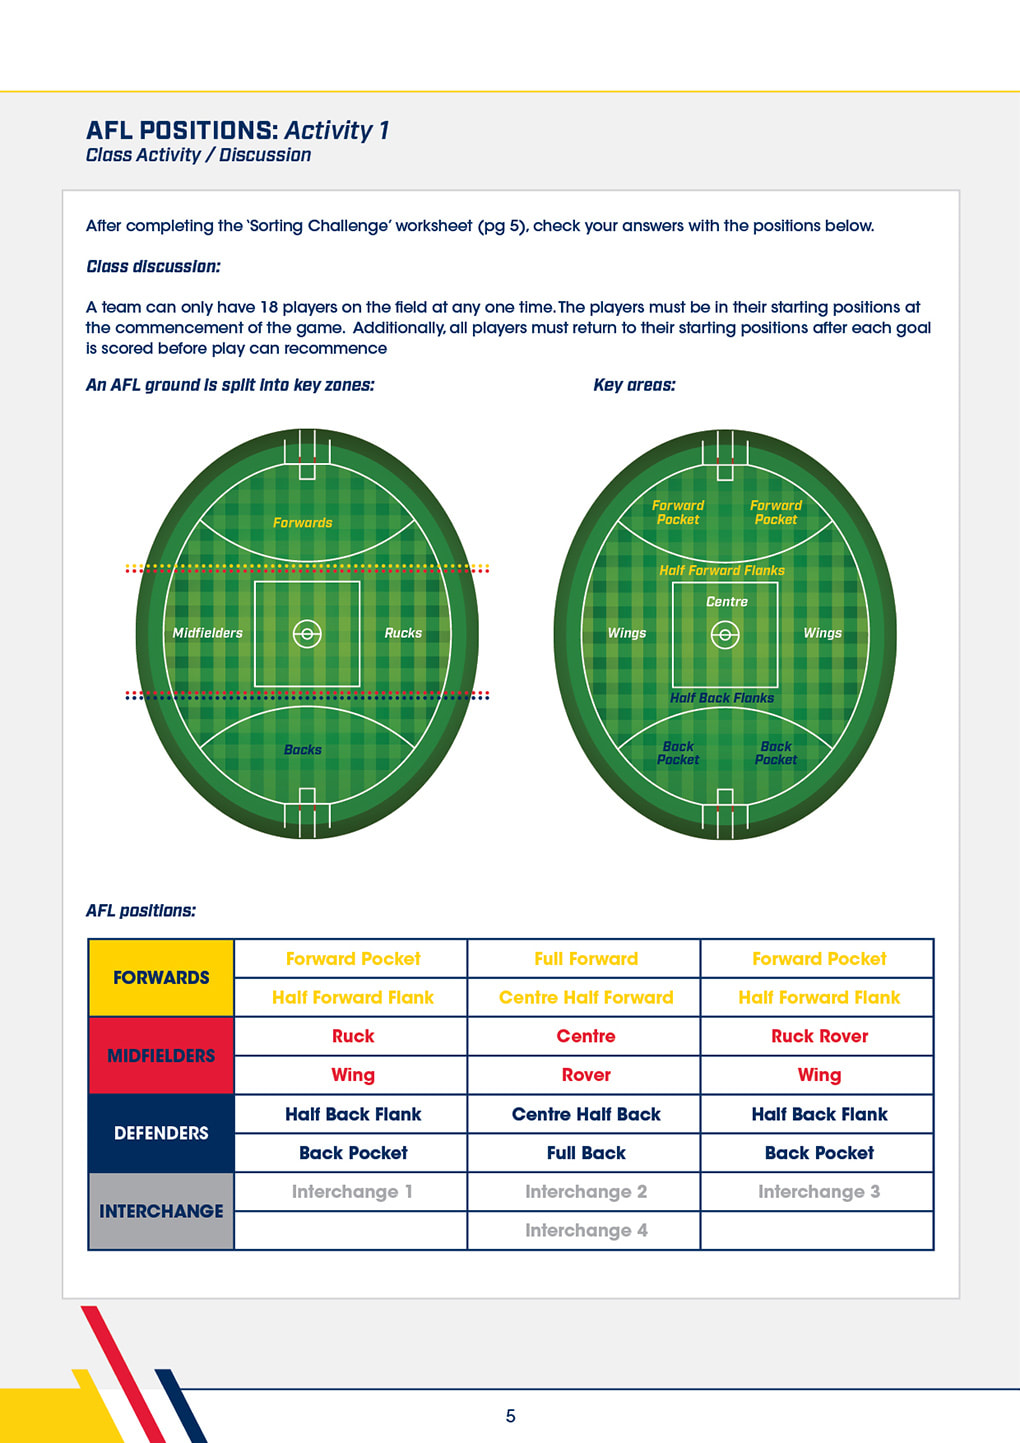 AFL POSITIONS: Activity 1
Class Activity / Discussion
After completing the ‘Sorting Challenge’ worksheet (pg 5), check your answers with the positions below.
Class discussion:
A team can only have 18 players on the field at any one time. The players must be in their starting positions at
the commencement of the game. Additionally, all players must return to their starting positions after each goal
is scored before play can recommence
An AFL ground is split into key zones:
Forwards
Midfielders
Rucks
Backs
Key areas:
Forward
Pocket
Forward
Pocket
Half Forward Flanks
Centre
Wings
Wings
Half Back Flanks
Back
Pocket
Back
Pocket
AFL positions:
FORWARDS
Forward Pocket
Full Forward
Forward Pocket
Half Forward Flank
Centre Half Forward
Half Forward Flank
MIDFIELDERS
Ruck
Centre
Ruck Rover
Wing
Rover
Wing
DEFENDERS
Half Back Flank
Centre Half Back
Half Back Flank
Back Pocket
Full Back
Back Pocket
INTERCHANGE
Interchange 1
Interchange 2
Interchange 3
Interchange 4
5